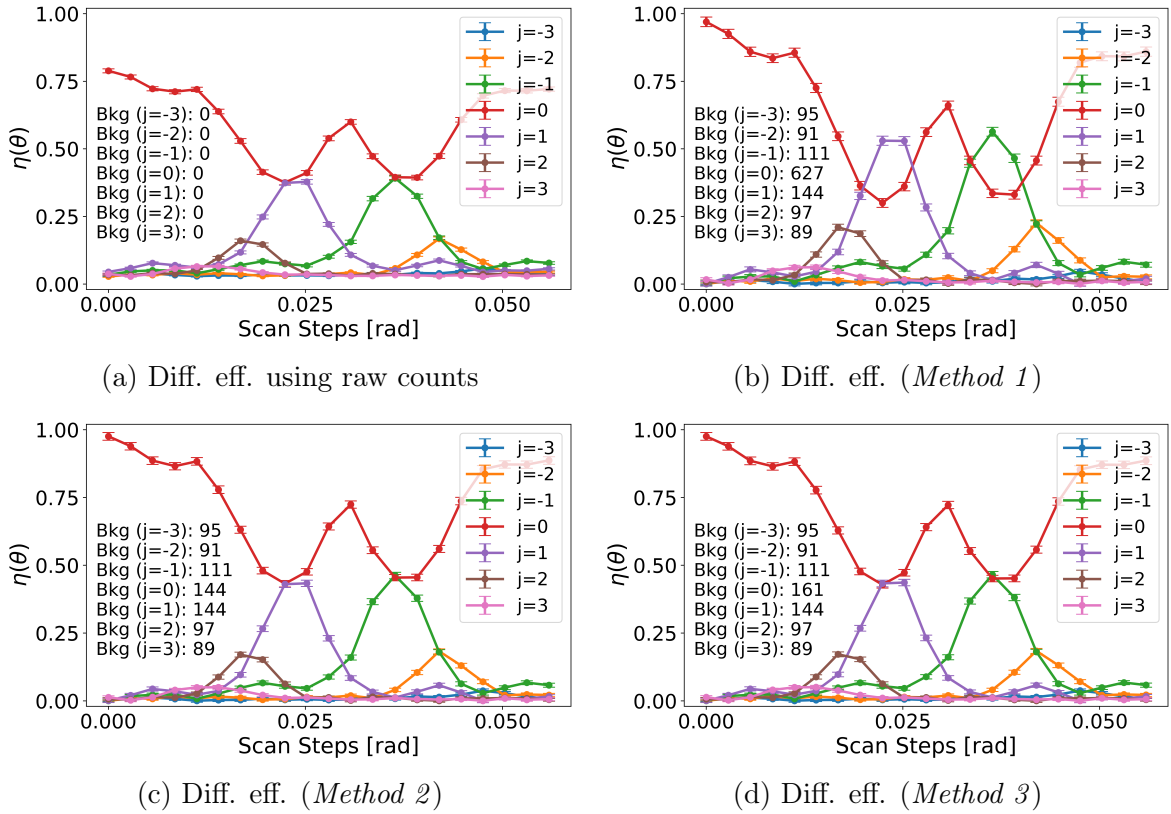 1.00
0.75
0.50
0.25
0.00
η(θ)
Bkg (j=-3): 0
Bkg (j=-2): 0
Bkg (j=-1): 0
Bkg (j=0): 0
Bkg (j=1): 0
Bkg (j=2): 0
Bkg (j=3): 0
j=-3
j=-2
j=-1
j=0
j=1
j=2
j=3
0.000 0.025 0.050
Scan Steps [rad]
(a) Diff. eff. using raw counts
1.00
0.75
0.50
0.25
0.00
η(θ)
Bkg (j=-3): 95
Bkg (j=-2): 91
Bkg (j=-1): 111
Bkg (j=0): 627
Bkg (j=1): 144
Bkg (j=2): 97
Bkg (j=3): 89
j=-3
j=-2
j=-1
j=0
j=1
j=2
j=3
0.000 0.025 0.050
Scan Steps [rad]
(b) Diff. eff. (Method 1)
1.00
0.75
0.50
0.25
0.00
η(θ)
Bkg (j=-3): 95
Bkg (j=-2): 91
Bkg (j=-1): 111
Bkg (j=0): 144
Bkg (j=1): 144
Bkg (j=2): 97
Bkg (j=3): 89
j=-3
j=-2
j=-1
j=0
j=1
j=2
j=3
0.000 0.025 0.050
Scan Steps [rad]
(c) Diff. eff. (Method 2)
1.00
0.75
0.50
0.25
0.00
η(θ)
Bkg (j=-3): 95
Bkg (j=-2): 91
Bkg (j=-1): 111
Bkg (j=0): 161
Bkg (j=1): 144
Bkg (j=2): 97
Bkg (j=3): 89
j=-3
j=-2
j=-1
j=0
j=1
j=2
j=3
0.000 0.025 0.050
Scan Steps [rad]
(d) Diff. eff. (Method 3)